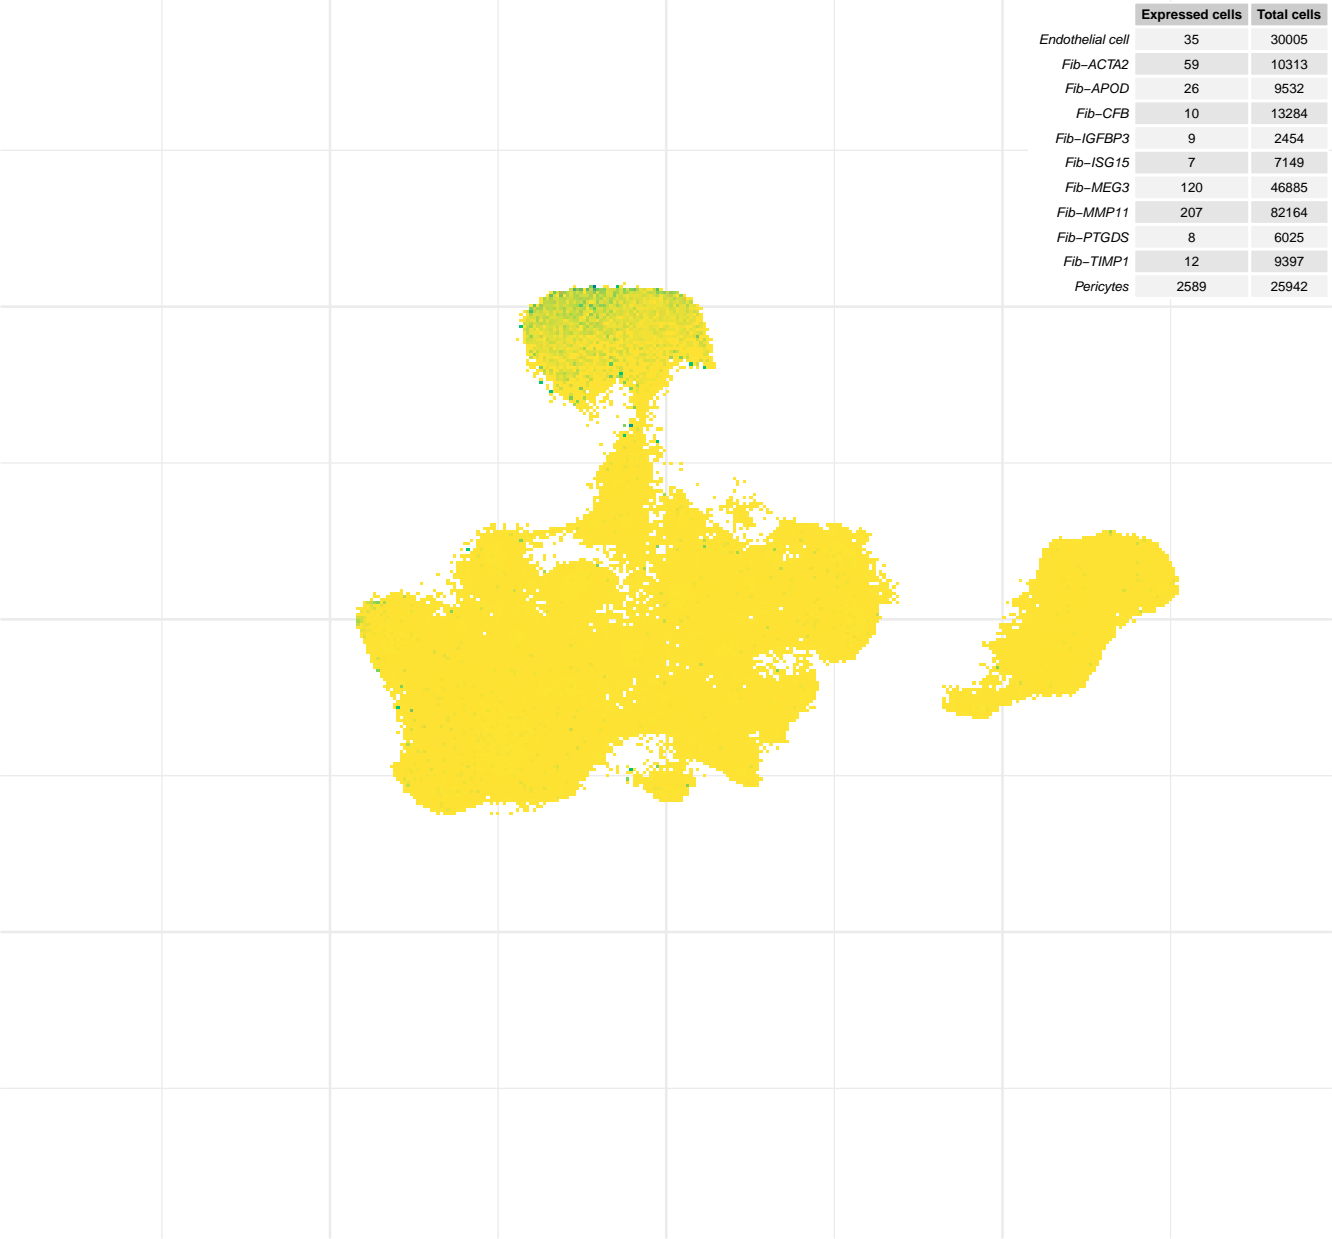 Expressed cells Total cells
Endothelial cell 35 30005
Fib−ACTA2 59 10313
Fib−APOD 26 9532
Fib−CFB 10 13284
Fib−IGFBP3 9 2454
Fib−ISG15 7 7149
Fib−MEG3 120 46885
Fib−MMP11 207 82164
Fib−PTGDS 8 6025
Fib−TIMP1 12 9397
Pericytes 2589 25942